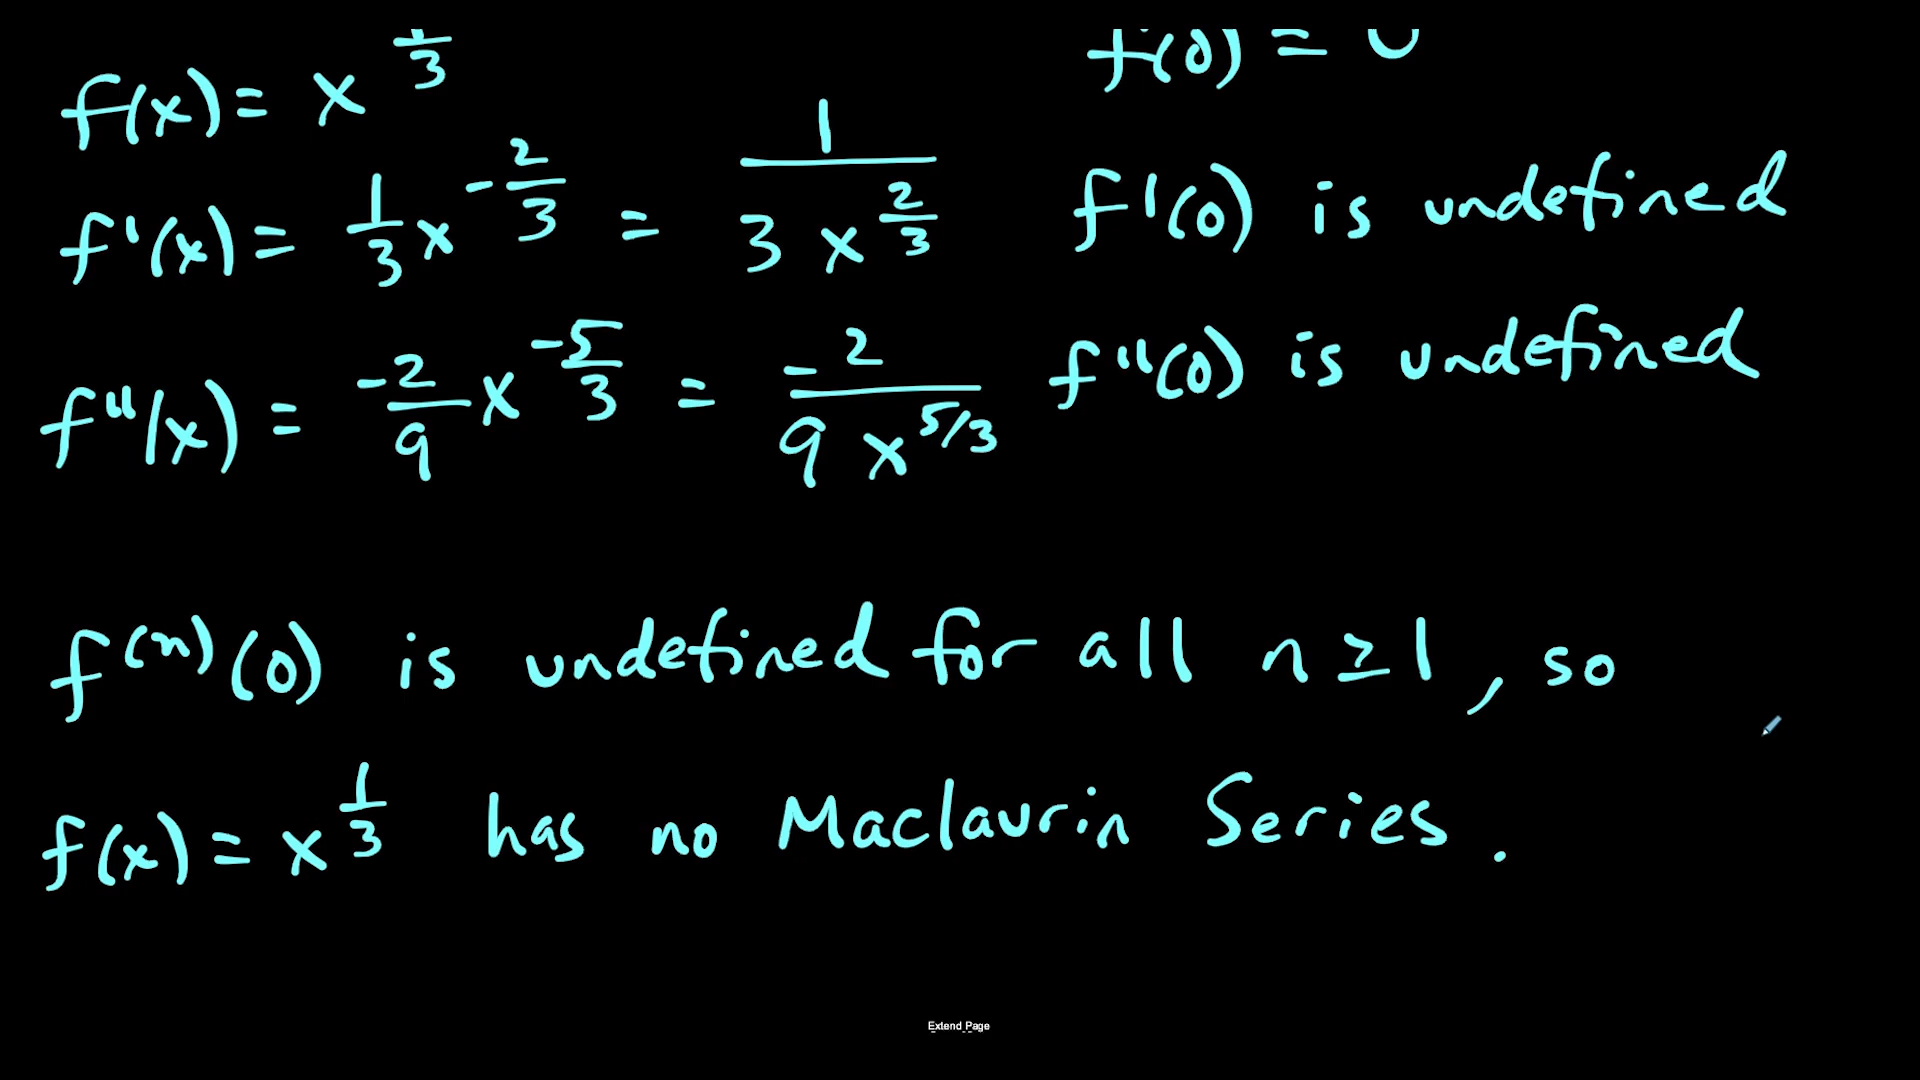 f(x) = x^(1/3) f(0) = 0
f'(x) = 1/3 x^(-2/3) = 1/(3 x^(2/3)) f'(0) is undefined
f''(x) = -2/9 x^(-5/3) = -2/(9 x^(5/3)) f''(0) is undefined
f^(n)(0) is undefined for all n ≥ 1, so
f(x) = x^(1/3) has no Maclaurin Series.
Extend Page